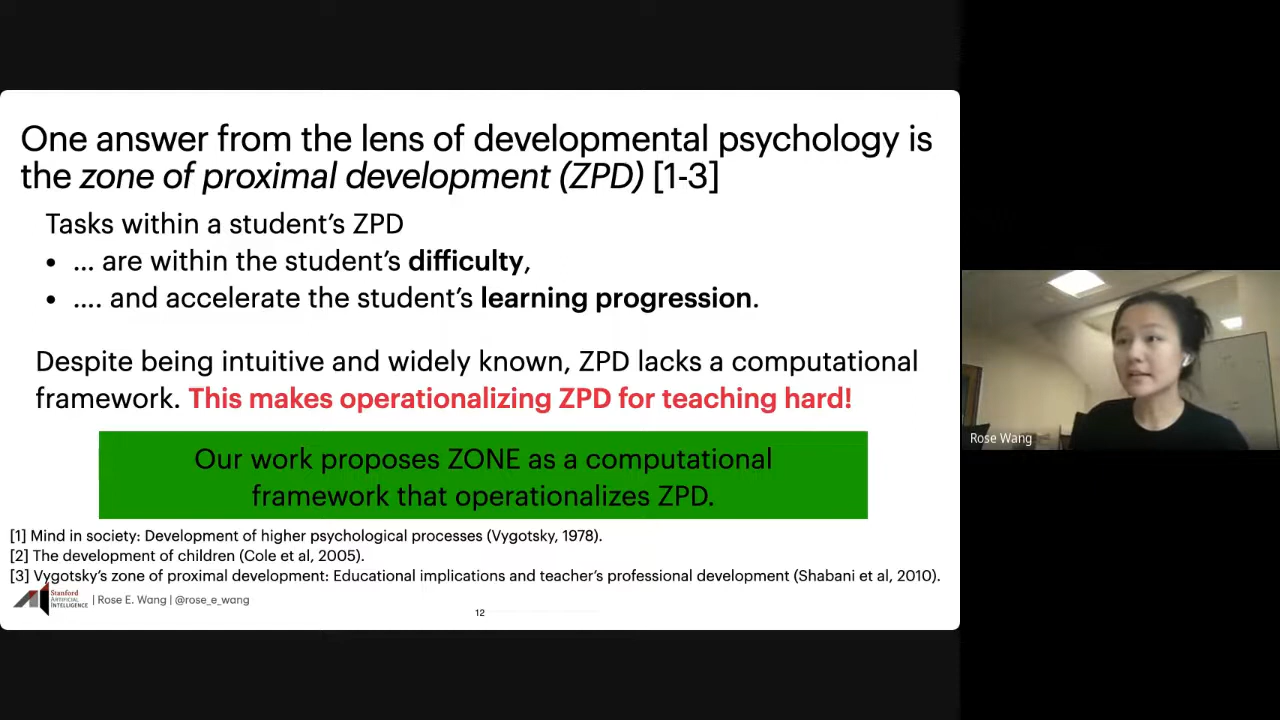 One answer from the lens of developmental psychology is
the zone of proximal development (ZPD) [1-3]
Tasks within a student's ZPD
• ... are within the student's difficulty,
• .... and accelerate the student's learning progression.
Despite being intuitive and widely known, ZPD lacks a computational
framework. This makes operationalizing ZPD for teaching hard!
Our work proposes ZONE as a computational
framework that operationalizes ZPD.
[1] Mind in society: Development of higher psychological processes (Vygotsky, 1978).
[2] The development of children (Cole et al, 2005).
[3] Vygotsky's zone of proximal development: Educational implications and teacher's professional development (Shabani et al, 2010).
Stanford
Artificial
Intelligence
| Rose E. Wang | @rose_e_wang
12
Rose Wang